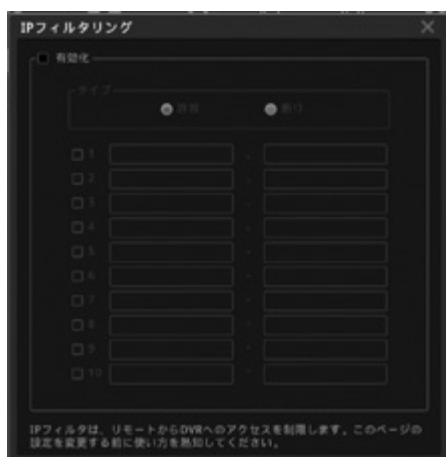 IPフィルタリング
有効化
タイプ
許可
1 -
2 -
3 -
4 -
5 -
6 -
7 -
8 -
9 -
10 -
IPフィルタは、リモートからDVRへのアクセスを制限します。このページの
設定を変更する前に使い方を熟知してください。